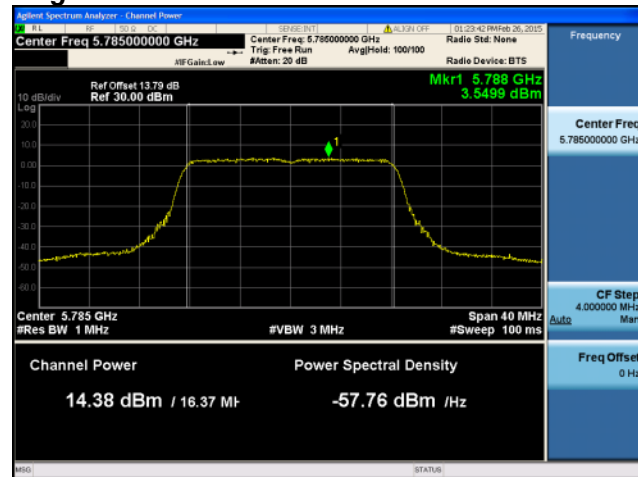 Agilent Spectrum Analyzer - Channel Power
RL RF 50 Ω DC SENSE:INT ALIGN OFF 01:23:42 PM Feb 26, 2015
Center Freq 5.785000000 GHz
Center Freq: 5.785000000 GHz
Radio Std: None
Trig: Free Run Avg|Hold: 100/100
#IFGain:Low #Atten: 20 dB Radio Device: BTS
Frequency
Ref Offset 13.79 dB
10 dB/div Ref 30.00 dBm
Mkr1 5.788 GHz
3.5499 dBm
Log
20.0
10.0
0.00
-10.0
-20.0
-30.0
-40.0
-50.0
-60.0
1
Center 5.785 GHz Span 40 MHz
#Res BW 1 MHz #VBW 3 MHz #Sweep 100 ms
Channel Power Power Spectral Density
14.38 dBm / 16.37 MH -57.76 dBm /Hz
Center Freq
5.785000000 GHz
CF Step
4.000000 MHz
Auto Man
Freq Offset
0 Hz
MSG STATUS